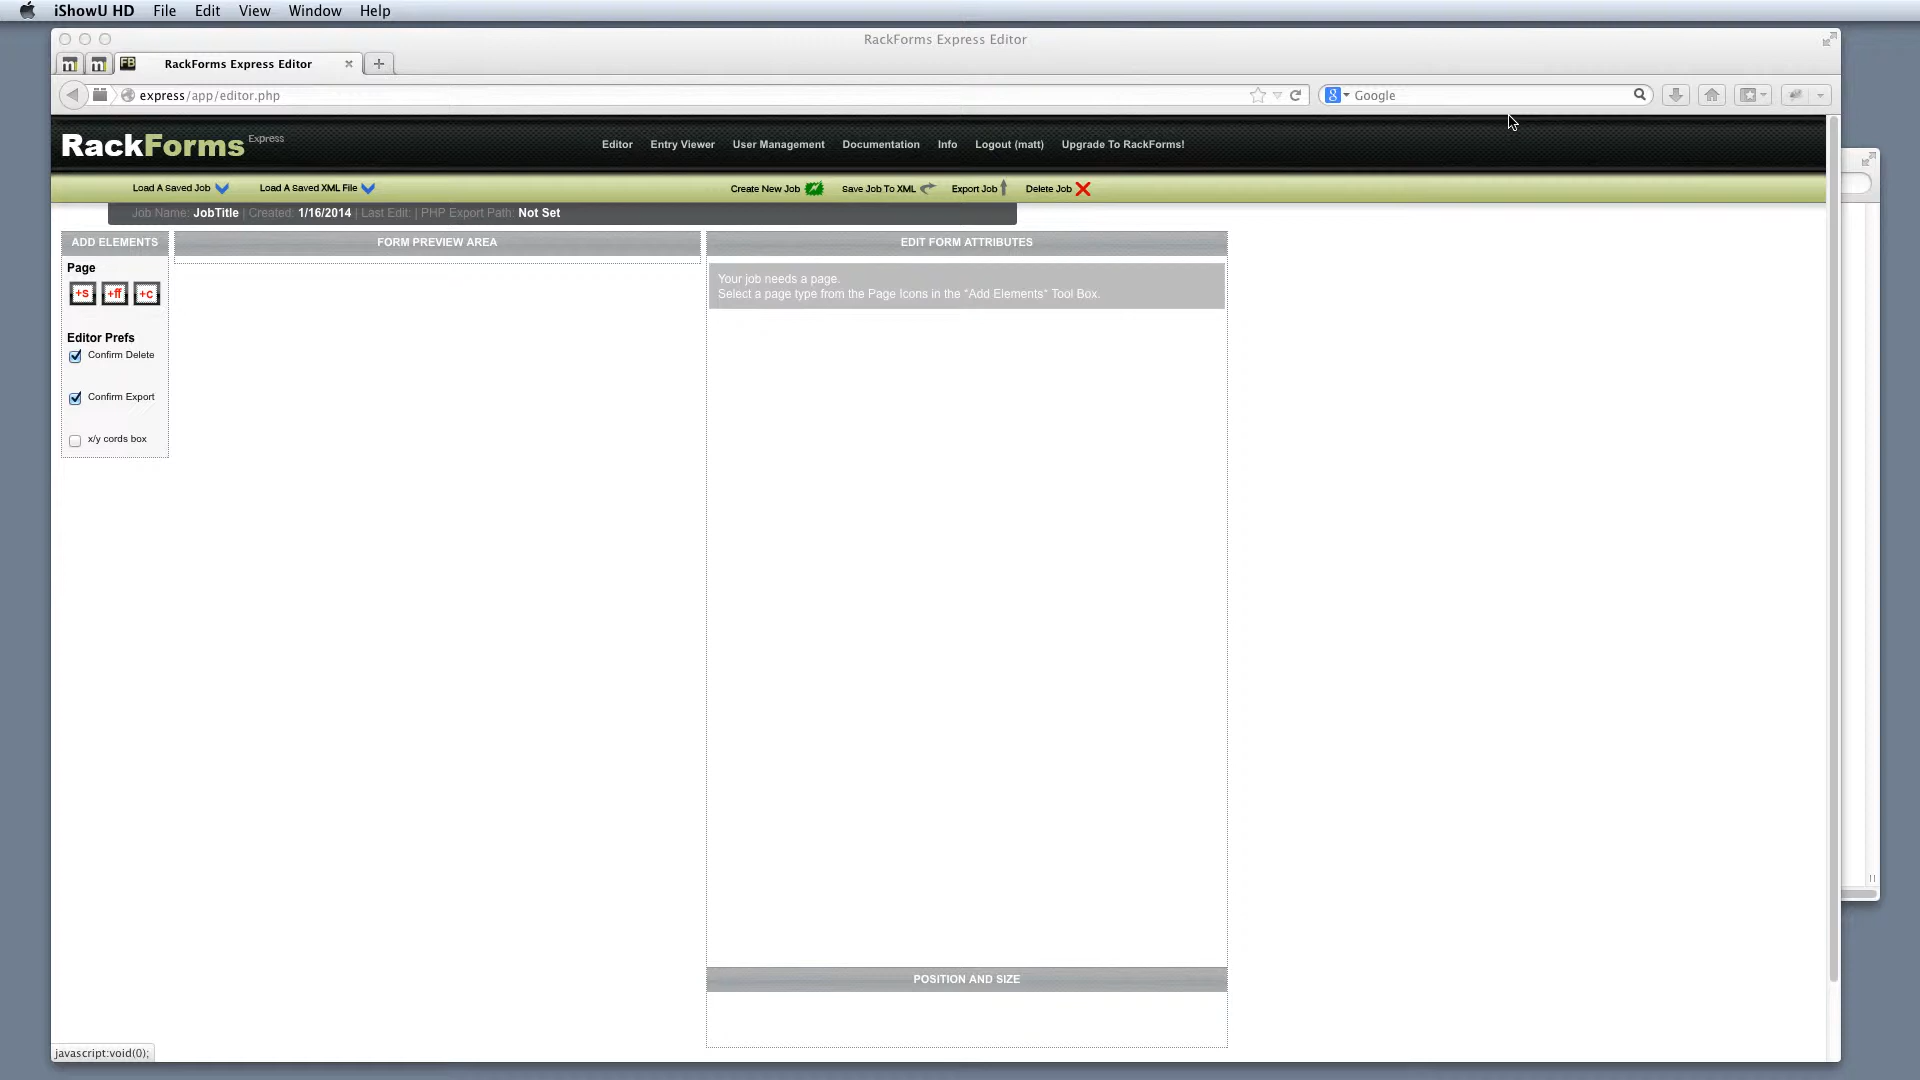 iShowU HD File Edit View Window Help
RackForms Express Editor
RackForms Express Editor
express/app/editor.php
Google
RackForms Express
Editor Entry Viewer User Management Documentation Info Logout (matt) Upgrade To RackForms!
Load A Saved Job Load A Saved XML File Create New Job Save Job To XML Export Job Delete Job
Job Name: JobTitle | Created: 1/16/2014 | Last Edit: | PHP Export Path: Not Set
ADD ELEMENTS FORM PREVIEW AREA EDIT FORM ATTRIBUTES
Page
+s +ff +c
Your job needs a page.
Select a page type from the Page Icons in the "Add Elements" Tool Box.
Editor Prefs
Confirm Delete
Confirm Export
x/y cords box
POSITION AND SIZE
javascript:void(0);